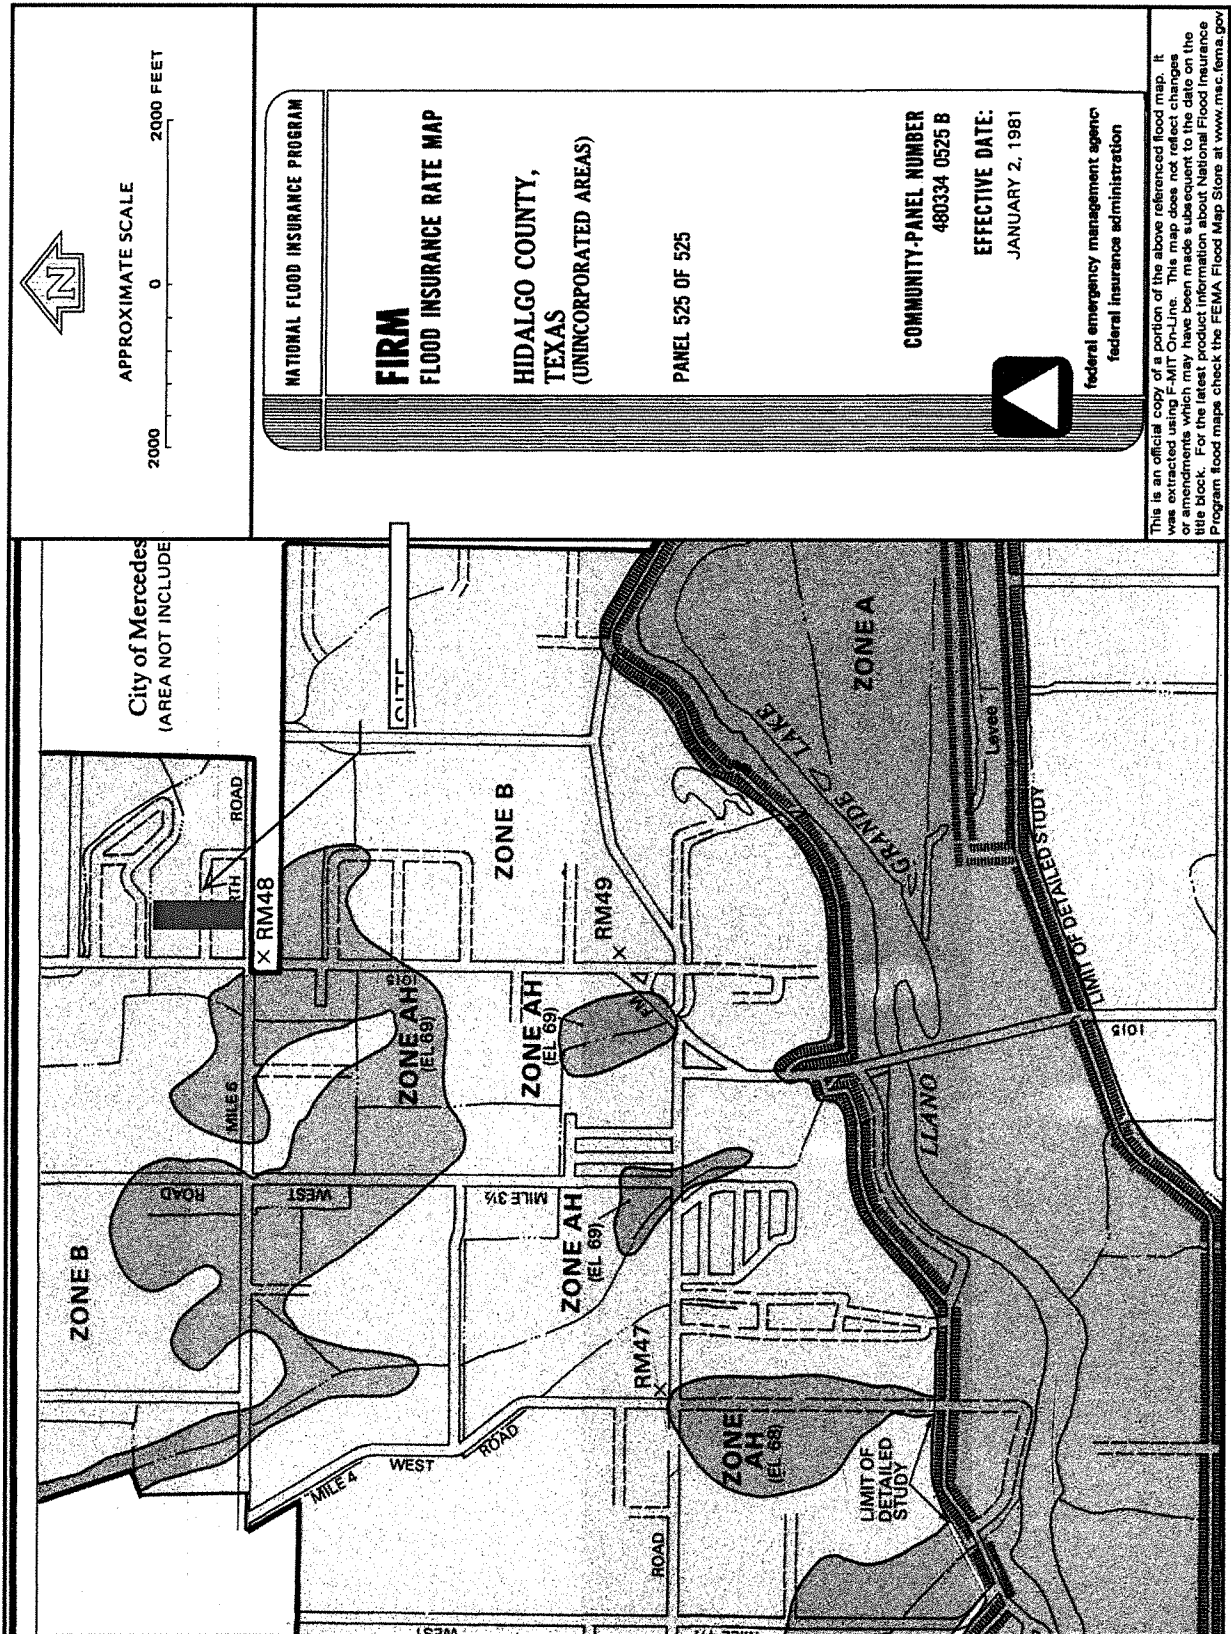 APPROXIMATE SCALE
2000 0 2000 FEET
N
NATIONAL FLOOD INSURANCE PROGRAM
FIRM
FLOOD INSURANCE RATE MAP
HIDALGO COUNTY,
TEXAS
(UNINCORPORATED AREAS)
PANEL 525 OF 525
COMMUNITY-PANEL NUMBER
480334 0525 B
EFFECTIVE DATE:
JANUARY 2, 1981
federal emergency management agency
federal insurance administration
This is an official copy of a portion of the above referenced flood map. It
was extracted using F-MIT On-Line. This map does not reflect changes
or amendments which may have been made subsequent to the date on the
title block. For the latest product information about National Flood Insurance
Program flood maps check the FEMA Flood Map Store at www.msc.fema.gov
City of Mercedes
(AREA NOT INCLUDE
ROAD
RTH
RM48
ZONE B
ROAD
MILE 6
WEST
1015
ZONE AH
(EL 69)
ZONE B
RM49
ZONE AH
(EL 69)
FM
MILE 3½
ZONE AH
(EL 69)
RM47
MILE 4
WEST
ROAD
ZONE
AH
(EL 68)
LIMIT OF
DETAILED
STUDY
ROAD
WEST
ZONE A
LLANO
GRANDE
LAKE
Levee
LIMIT OF DETAILED STUDY
1015